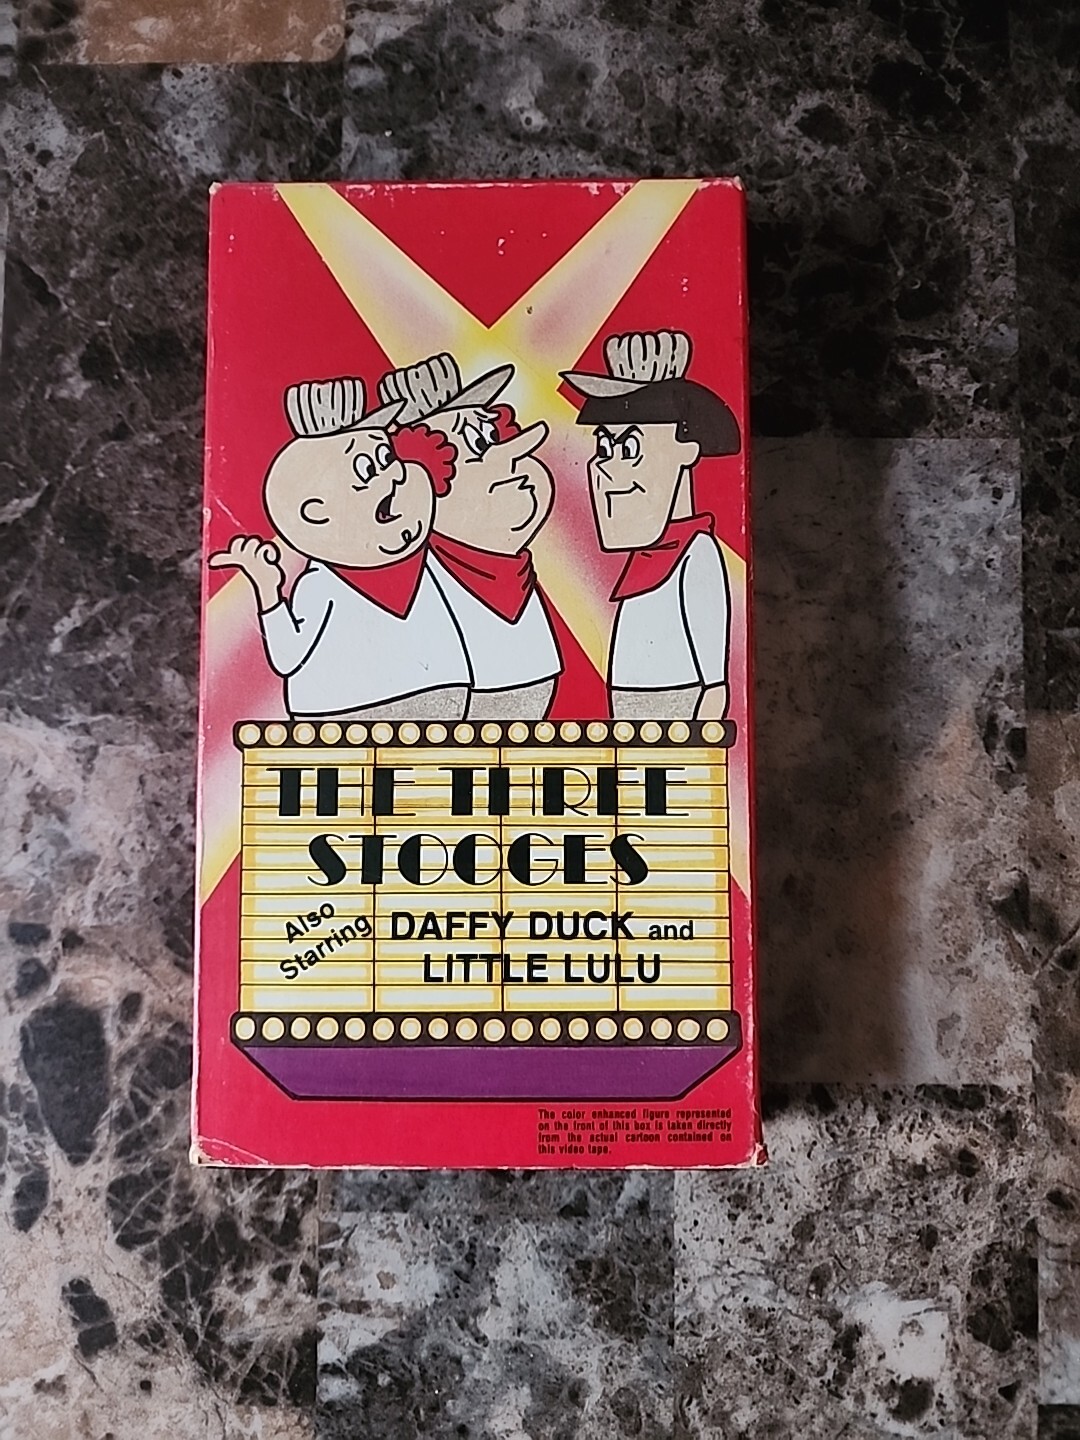 THE THREE
STOOGES
Also
Starring
DAFFY DUCK and
LITTLE LULU
The color enhanced figure represented
on the front of this box is taken directly
from the actual cartoon contained on
this video tape.